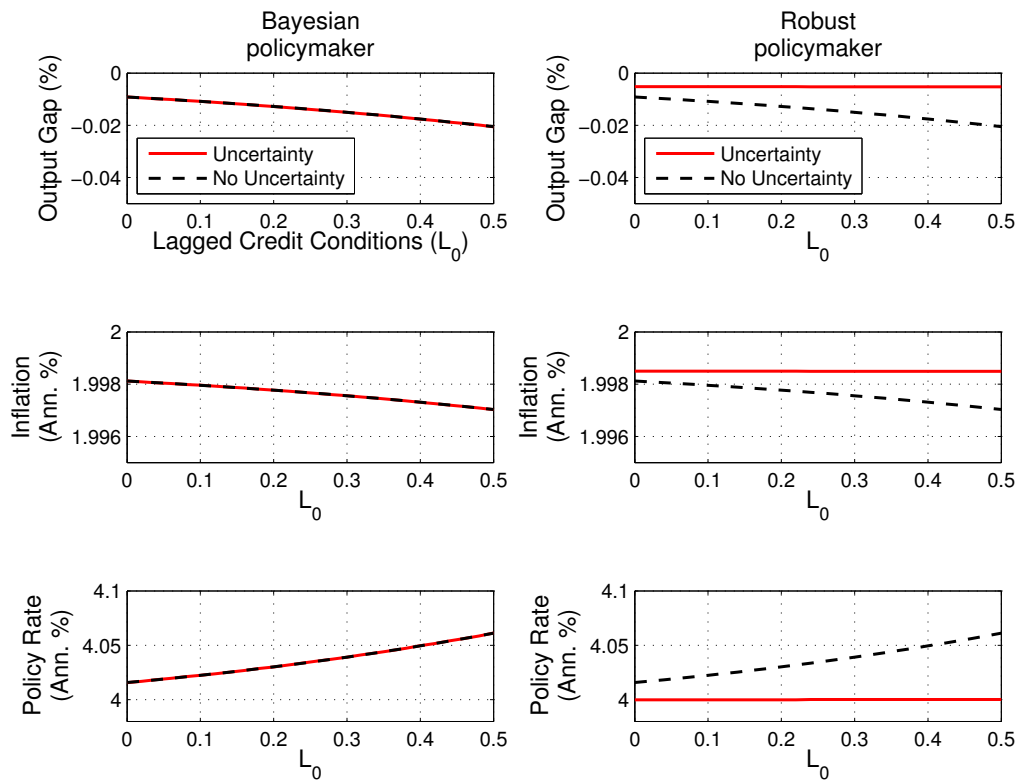 Bayesian
policymaker
Output Gap (%)
0
−0.02
−0.04
Uncertainty
No Uncertainty
0 0.1 0.2 0.3 0.4 0.5
Lagged Credit Conditions (L0)
Robust
policymaker
Output Gap (%)
0
−0.02
−0.04
Uncertainty
No Uncertainty
0 0.1 0.2 0.3 0.4 0.5
L0
Inflation
(Ann. %)
2
1.998
1.996
0 0.1 0.2 0.3 0.4 0.5
L0
Inflation
(Ann. %)
2
1.998
1.996
0 0.1 0.2 0.3 0.4 0.5
L0
Policy Rate
(Ann. %)
4.1
4.05
4
0 0.1 0.2 0.3 0.4 0.5
L0
Policy Rate
(Ann. %)
4.1
4.05
4
0 0.1 0.2 0.3 0.4 0.5
L0